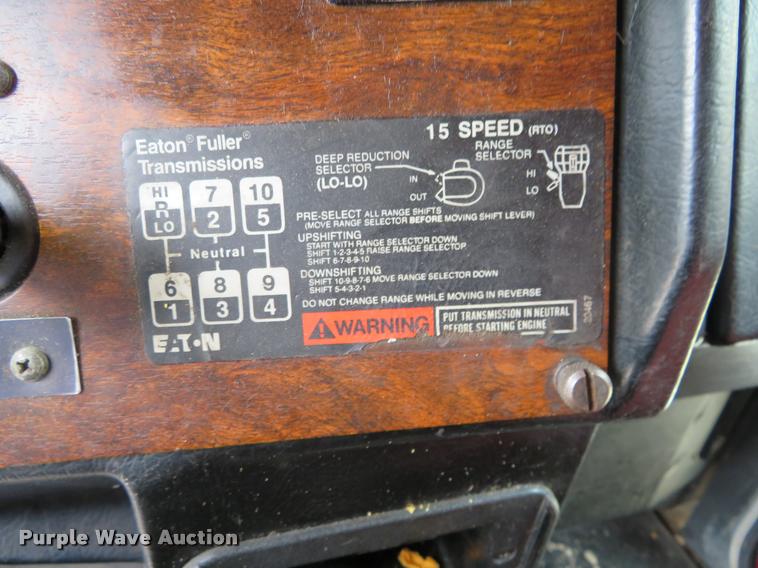 Eaton® Fuller®
Transmissions
15 SPEED (RTO)
DEEP REDUCTION
SELECTOR
(LO-LO)
IN
OUT
RANGE
SELECTOR
HI
LO
HI 7 10
R 2 5
LO
Neutral
6 8 9
1 3 4
PRE-SELECT ALL RANGE SHIFTS
(MOVE RANGE SELECTOR BEFORE MOVING SHIFT LEVER)
UPSHIFTING
START WITH RANGE SELECTOR DOWN
SHIFT 1-2-3-4-5 RAISE RANGE SELECTOR
SHIFT 6-7-8-9-10
DOWNSHIFTING
SHIFT 10-9-8-7-6 MOVE RANGE SELECTOR DOWN
SHIFT 5-4-3-2-1
DO NOT CHANGE RANGE WHILE MOVING IN REVERSE
WARNING
PUT TRANSMISSION IN NEUTRAL
BEFORE STARTING ENGINE
20467
EATON
Purple Wave Auction